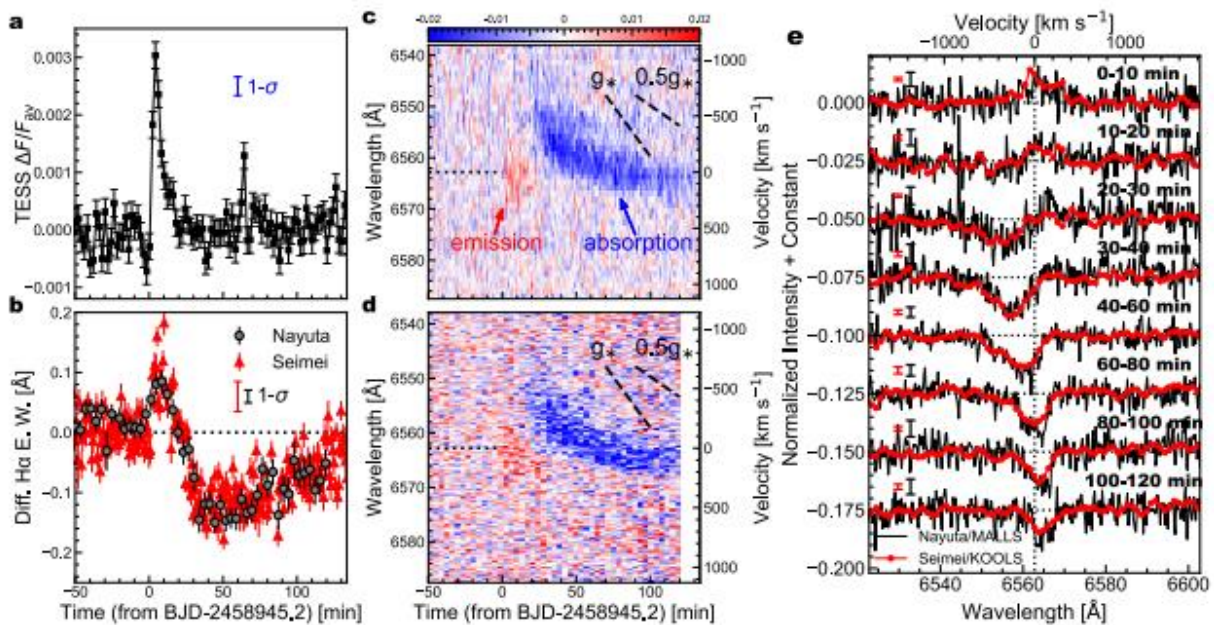 a
TESS ΔF/Fav
0.003
0.002
0.001
0.000
−0.001
1-σ
b
Diff. Hα E. W. [Å]
0.2
0.1
0.0
−0.1
−0.2
Nayuta
Seimei
1-σ
−50
0
50
100
Time (from BJD-2458945.2) [min]
c
−0.02
−0.01
0
0.01
0.02
Wavelength [Å]
6540
6550
6560
6570
6580
g* 0.5g*
emission
absorption
−1000
−500
0
500
1000
Velocity [km s−1]
d
Wavelength [Å]
6540
6550
6560
6570
6580
g* 0.5g*
−1000
−500
0
500
1000
Velocity [km s−1]
−50
0
50
100
Time (from BJD-2458945.2) [min]
e
Velocity [km s−1]
−1000
0
1000
Normalized Intensity + Constant
0.000
−0.025
−0.050
−0.075
−0.100
−0.125
−0.150
−0.175
−0.200
0-10 min
10-20 min
20-30 min
30-40 min
40-60 min
60-80 min
80-100 min
100-120 min
Nayuta/MALLS
Seimei/KOOLS
6540
6560
6580
6600
Wavelength [Å]